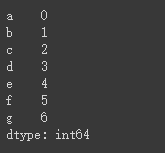 a    0
b    1
c    2
d    3
e    4
f    5
g    6
dtype: int64